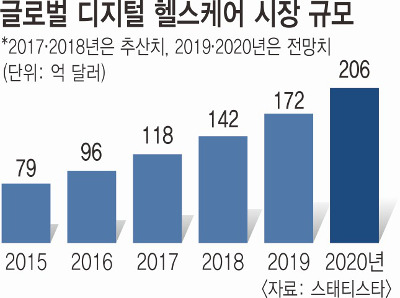 글로벌 디지털 헬스케어 시장 규모
*2017·2018년은 추산치, 2019·2020년은 전망치
(단위: 억 달러)
79
96
118
142
172
206
2015 2016 2017 2018 2019 2020년
〈자료: 스태티스타〉